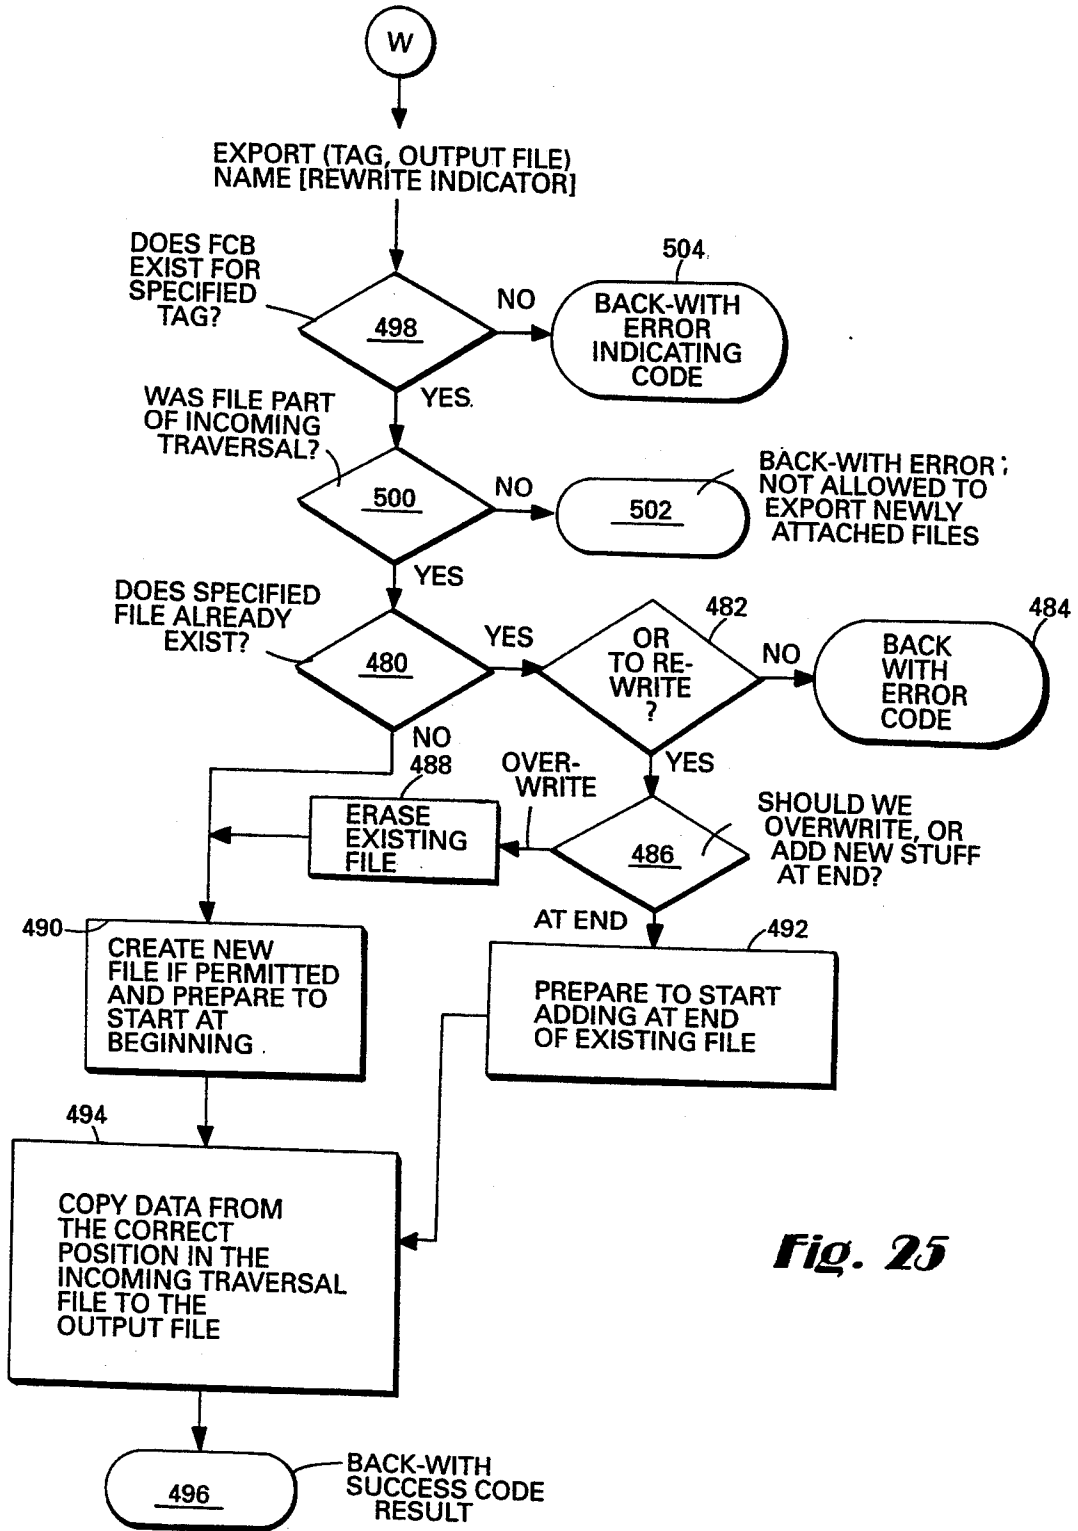 W
EXPORT (TAG, OUTPUT FILE)
NAME [REWRITE INDICATOR]
DOES FCB
EXIST FOR
SPECIFIED
TAG?
498
NO
504
BACK-WITH
ERROR
INDICATING
CODE
YES
WAS FILE PART
OF INCOMING
TRAVERSAL?
500
NO
502
BACK-WITH ERROR;
NOT ALLOWED TO
EXPORT NEWLY
ATTACHED FILES
YES
DOES SPECIFIED
FILE ALREADY
EXIST?
480
YES
482
OR
TO RE-
WRITE
?
NO
484
BACK
WITH
ERROR
CODE
NO
488
ERASE
EXISTING
FILE
OVER-
WRITE
YES
486
SHOULD WE
OVERWRITE, OR
ADD NEW STUFF
AT END?
AT END
490
CREATE NEW
FILE IF PERMITTED
AND PREPARE TO
START AT
BEGINNING
492
PREPARE TO START
ADDING AT END
OF EXISTING FILE
494
COPY DATA FROM
THE CORRECT
POSITION IN THE
INCOMING TRAVERSAL
FILE TO THE
OUTPUT FILE
Fig. 25
496
BACK-WITH
SUCCESS CODE
RESULT